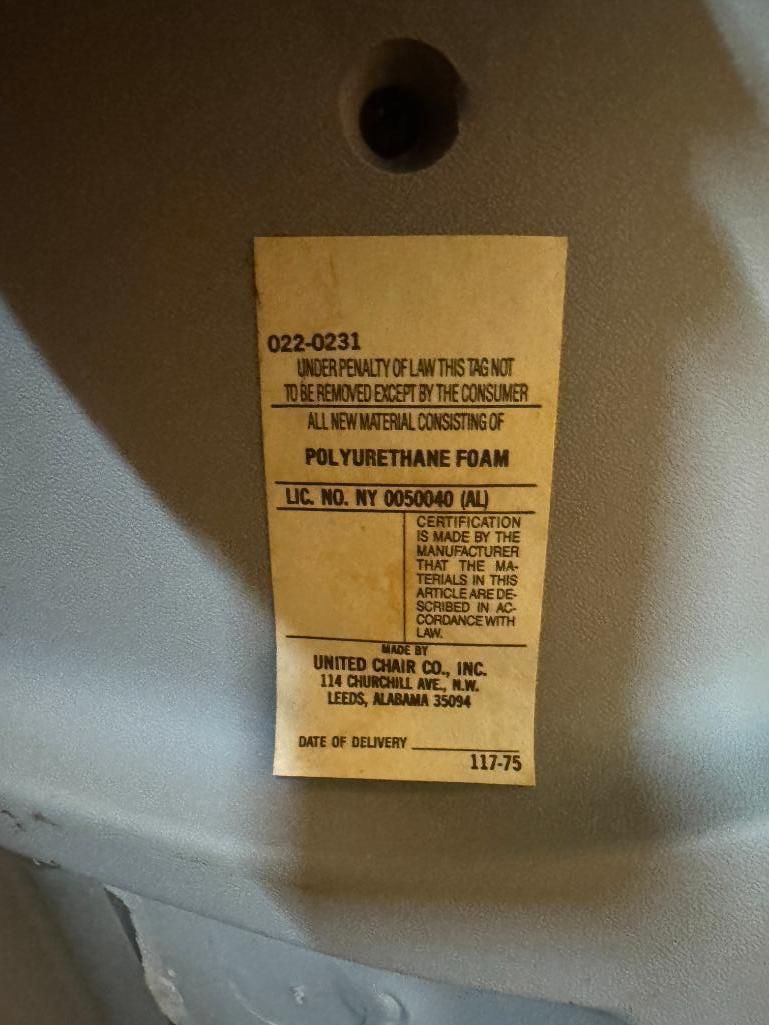 022-0231
UNDER PENALTY OF LAW THIS TAG NOT
TO BE REMOVED EXCEPT BY THE CONSUMER
ALL NEW MATERIAL CONSISTING OF
POLYURETHANE FOAM
LIC. NO. NY 0050040 (AL)
CERTIFICATION
IS MADE BY THE
MANUFACTURER
THAT THE MA-
TERIALS IN THIS
ARTICLE ARE DE-
SCRIBED IN AC-
CORDANCE WITH
LAW.
MADE BY
UNITED CHAIR CO., INC.
114 CHURCHILL AVE., N.W.
LEEDS, ALABAMA 35094
DATE OF DELIVERY
117-75